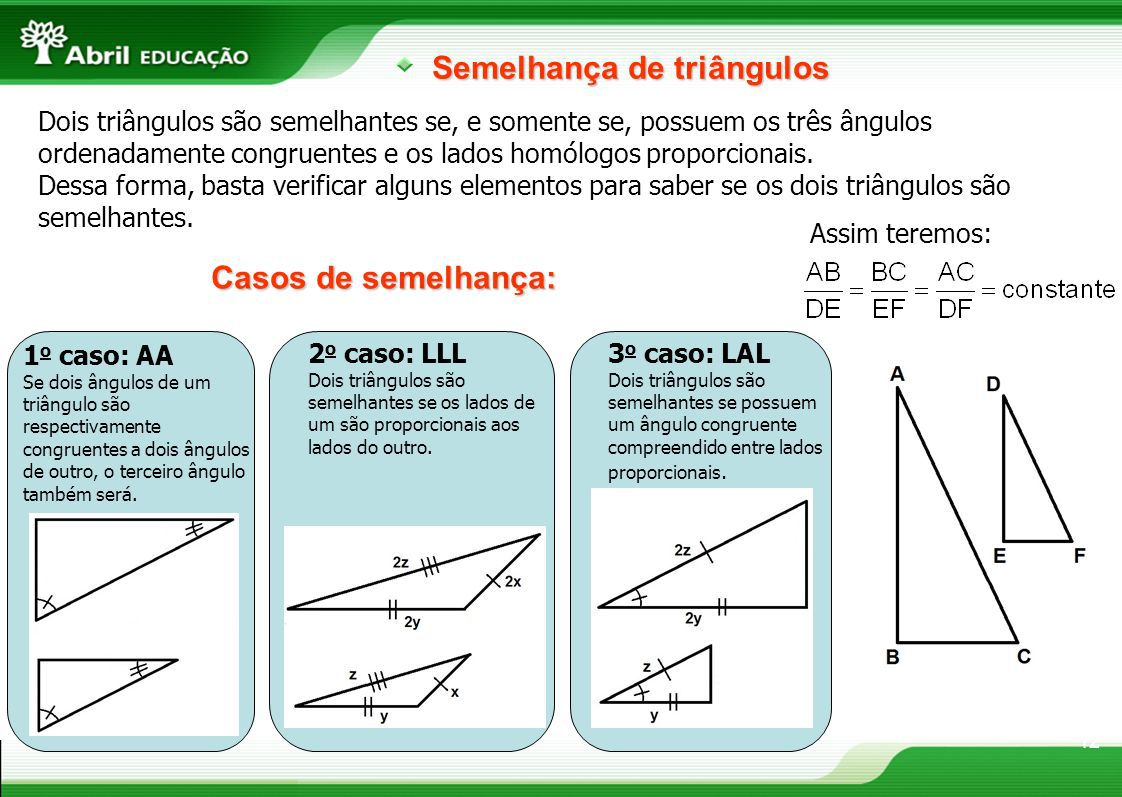 Abril EDUCAÇÃO
Semelhança de triângulos
Dois triângulos são semelhantes se, e somente se, possuem os três ângulos
ordenadamente congruentes e os lados homólogos proporcionais.
Dessa forma, basta verificar alguns elementos para saber se os dois triângulos são
semelhantes.
Assim teremos:
AB/DE = BC/EF = AC/DF = constante
Casos de semelhança:
1º caso: AA
Se dois ângulos de um
triângulo são
respectivamente
congruentes a dois ângulos
de outro, o terceiro ângulo
também será.
2º caso: LLL
Dois triângulos são
semelhantes se os lados de
um são proporcionais aos
lados do outro.
2z
2x
2y
z
x
y
3º caso: LAL
Dois triângulos são
semelhantes se possuem
um ângulo congruente
compreendido entre lados
proporcionais.
2z
2y
z
y
A
D
E F
B C